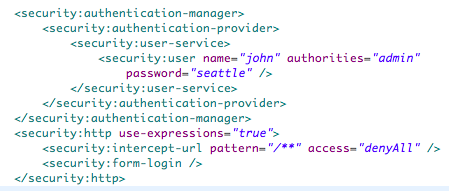 <security:authentication-manager>
<security:authentication-provider>
<security:user-service>
<security:user name="john" authorities="admin"
password="seattle" />
</security:user-service>
</security:authentication-provider>
</security:authentication-manager>
<security:http use-expressions="true">
<security:intercept-url pattern="/**" access="denyAll" />
<security:form-login />
</security:http>